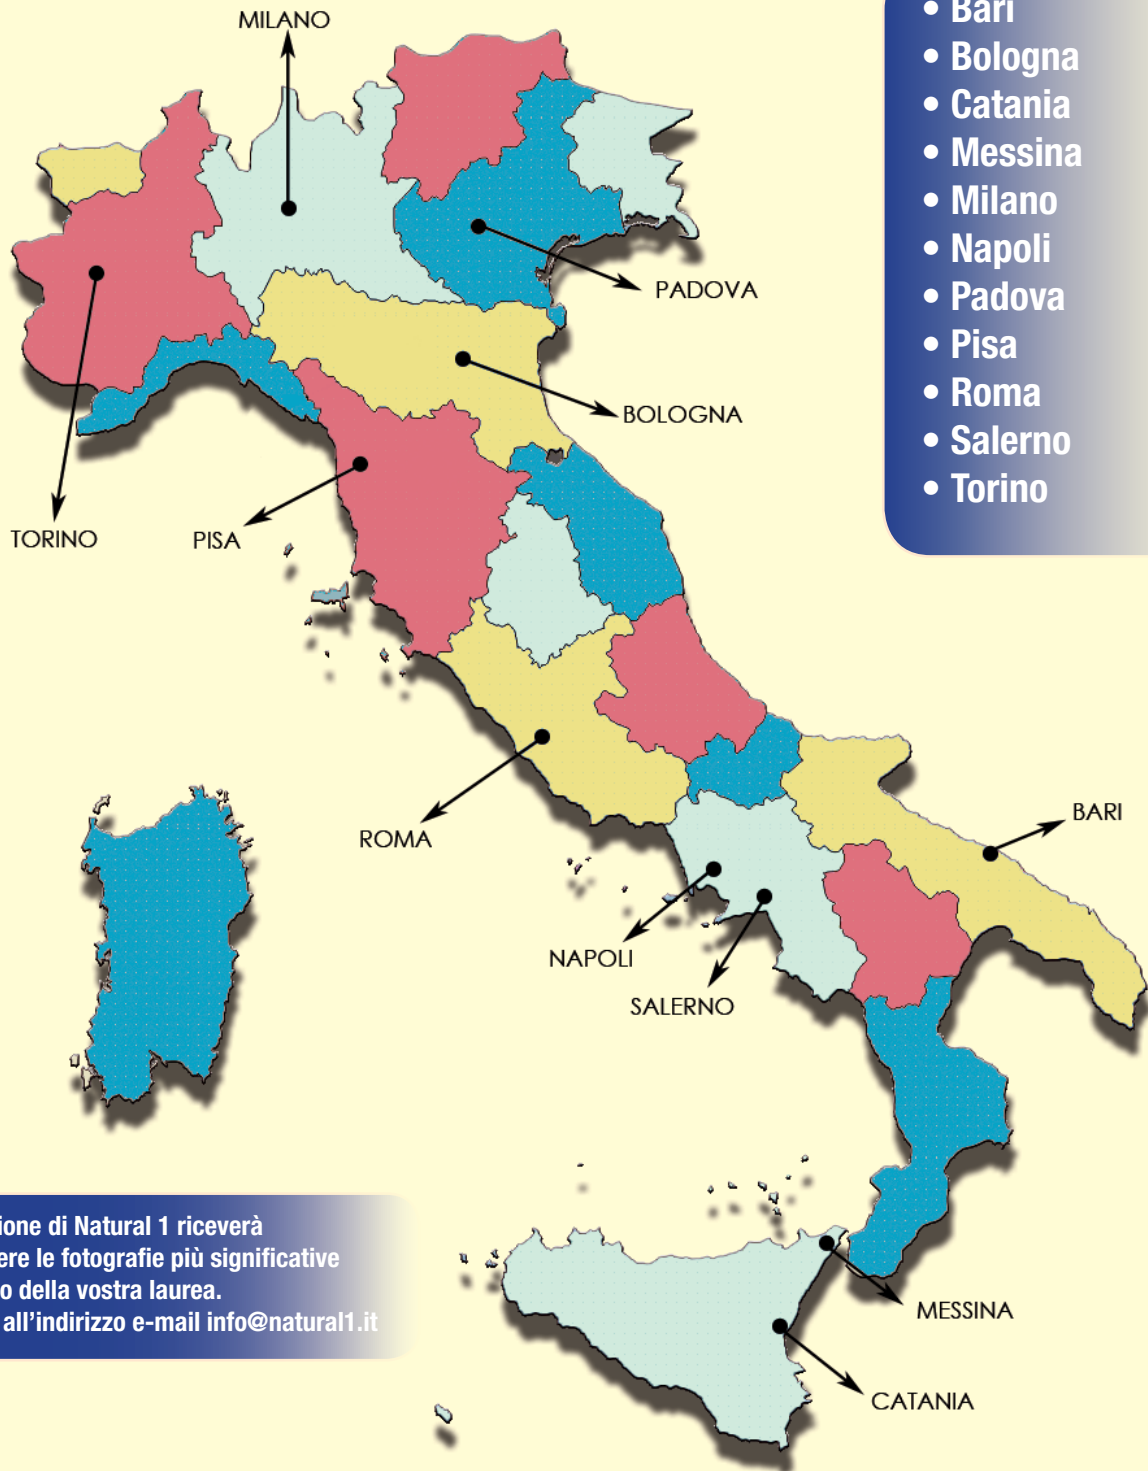 MILANO
• Bari
• Bologna
• Catania
• Messina
• Milano
• Napoli
• Padova
• Pisa
• Roma
• Salerno
• Torino
PADOVA
BOLOGNA
TORINO
PISA
BARI
ROMA
NAPOLI
SALERNO
ione di Natural 1 riceverà
ere le fotografie più significative
o della vostra laurea.
all'indirizzo e-mail info@natural1.it
MESSINA
CATANIA